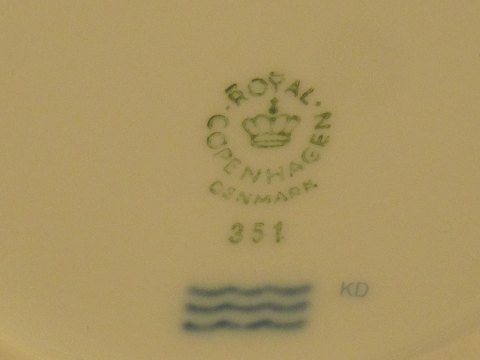 ROYAL
COPENHAGEN
DENMARK
351
KD